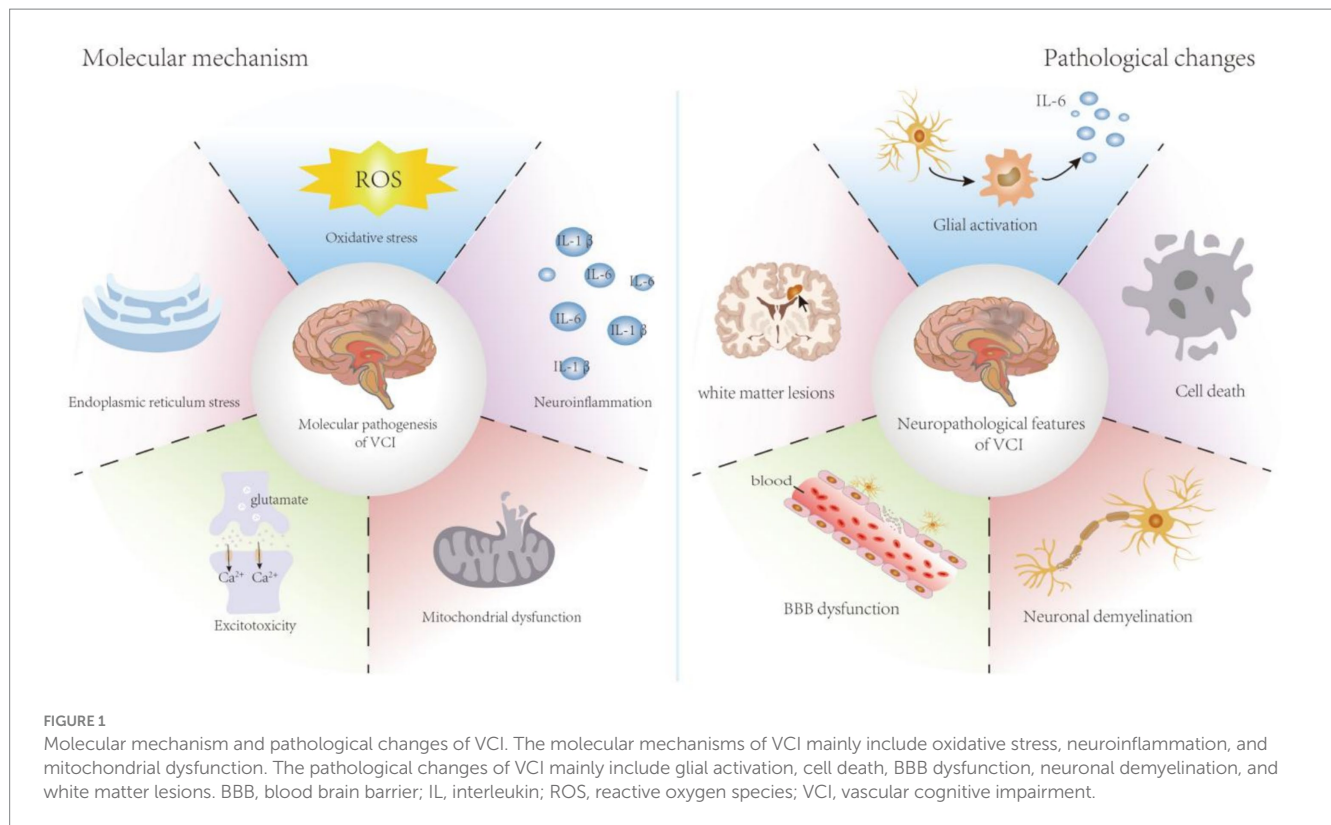 Molecular mechanism
ROS
Oxidative stress
IL-1 β
IL-6
IL-6
IL-6
IL-1 β
IL-1 β
Neuroinflammation
Endoplasmic reticulum stress
Molecular pathogenesis
of VCI
glutamate
Ca²⁺ Ca²⁺
Excitotoxicity
Mitochondrial dysfunction
Pathological changes
IL-6
Glial activation
white matter lesions
Cell death
Neuropathological features
of VCI
blood
BBB dysfunction
Neuronal demyelination
FIGURE 1
Molecular mechanism and pathological changes of VCI. The molecular mechanisms of VCI mainly include oxidative stress, neuroinflammation, and
mitochondrial dysfunction. The pathological changes of VCI mainly include glial activation, cell death, BBB dysfunction, neuronal demyelination, and
white matter lesions. BBB, blood brain barrier; IL, interleukin; ROS, reactive oxygen species; VCI, vascular cognitive impairment.